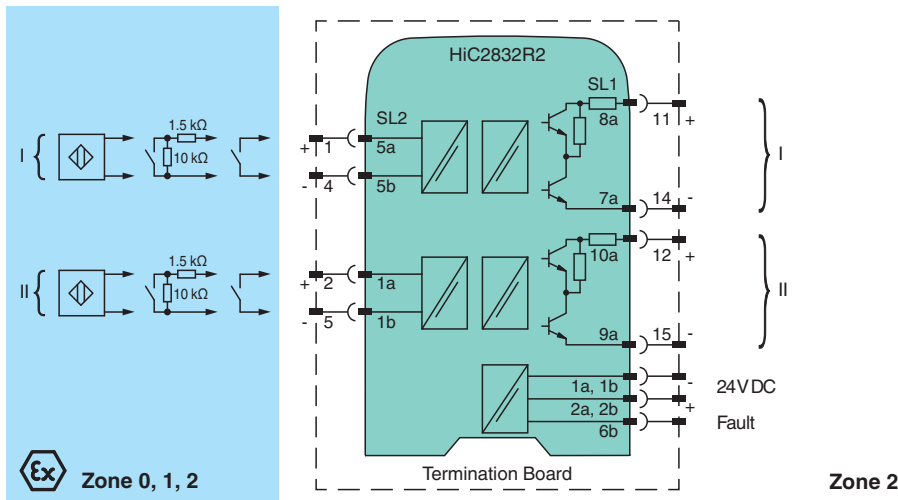 HiC2832R2
SL1
SL2
1.5 kΩ
10 kΩ
I
+ 1 5a
- 4 5b
8a 11 +
7a 14 -
I
1.5 kΩ
10 kΩ
II
+ 2 1a
- 5 1b
10a 12 +
9a 15 -
II
1a, 1b - 24V DC
2a, 2b +
6b Fault
Termination Board
Ex Zone 0, 1, 2
Zone 2